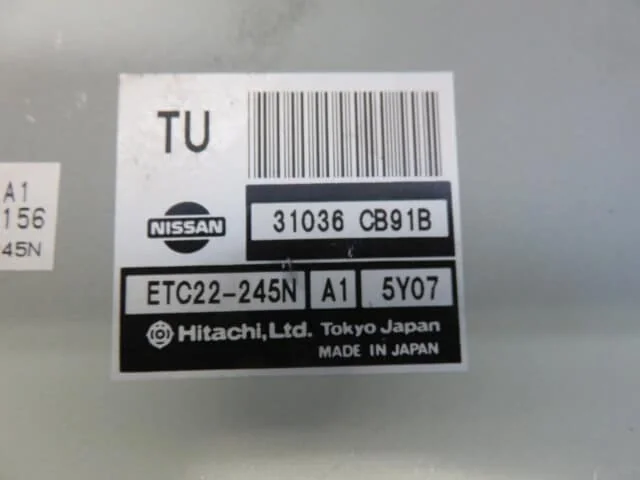 A1
156
45N
TU
NISSAN
31036 CB91B
ETC22-245N A1 5Y07
Hitachi, Ltd. Tokyo Japan
MADE IN JAPAN